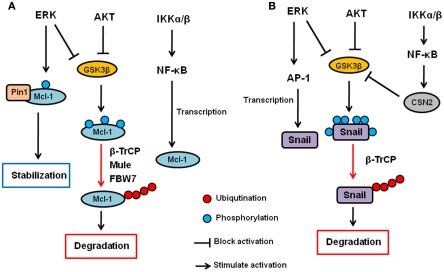 A
ERK
AKT
IKKα/β
GSK3β
NF-κB
Pin1
Mcl-1
Transcription
Mcl-1
β-TrCP
Mule
FBW7
Stabilization
Mcl-1
Mcl-1
Degradation
B
ERK
AKT
IKKα/β
GSK3β
NF-κB
AP-1
CSN2
Transcription
Snail
Snail
β-TrCP
Snail
Degradation
Ubiqutination
Phosphorylation
Block activation
Stimulate activation